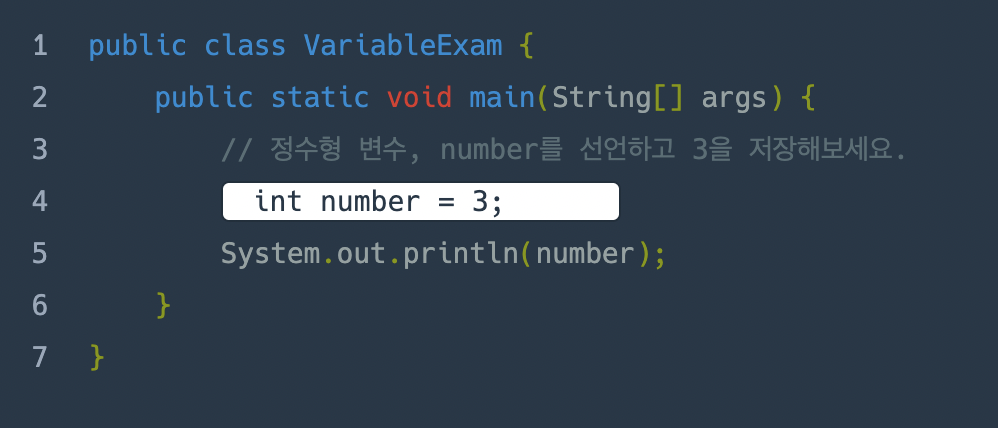 1 public class VariableExam {
2 public static void main(String[] args) {
3 // 정수형 변수, number를 선언하고 3을 저장해보세요.
4 int number = 3;
5 System.out.println(number);
6 }
7 }